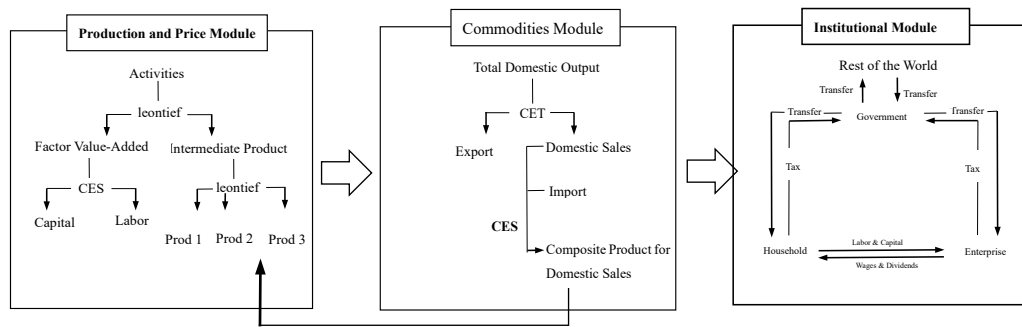 Production and Price Module
Activities
leontief
Factor Value-Added
Intermediate Product
CES
leontief
Capital
Labor
Prod 1
Prod 2
Prod 3
Commodities Module
Total Domestic Output
CET
Export
Domestic Sales
Import
CES
Composite Product for
Domestic Sales
Institutional Module
Rest of the World
Transfer
Transfer
Transfer
Transfer
Government
Tax
Tax
Household
Labor & Capital
Enterprise
Wages & Dividends